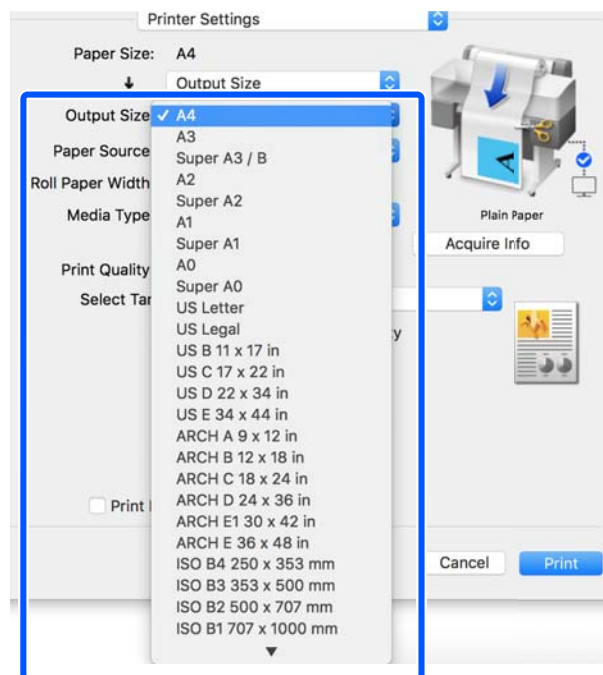 Printer Settings
Paper Size: A4
Output Size
Output Size ✓ A4
A3
Paper Source
Super A3 / B
A2
Roll Paper Width
Super A2
Media Type
A1
Plain Paper
Super A1
Acquire Info
A0
Print Quality
Super A0
Select Tar
US Letter
US Legal
y
US B 11 x 17 in
US C 17 x 22 in
US D 22 x 34 in
US E 34 x 44 in
ARCH A 9 x 12 in
ARCH B 12 x 18 in
ARCH C 18 x 24 in
ARCH D 24 x 36 in
Print
ARCH E1 30 x 42 in
ARCH E 36 x 48 in
ISO B4 250 x 353 mm
Cancel
Print
ISO B3 353 x 500 mm
ISO B2 500 x 707 mm
ISO B1 707 x 1000 mm